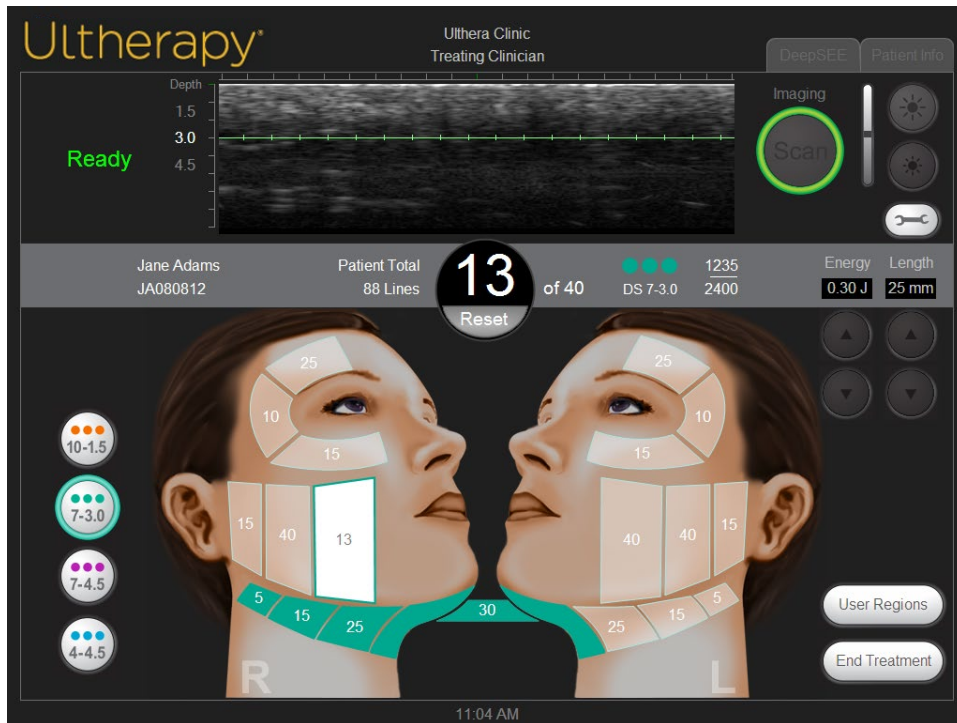 Ultherapy
Ulthera Clinic
Treating Clinician
DeepSEE
Patient Info
Depth
1.5
3.0
4.5
Ready
Imaging
Scan
Jane Adams
JA080812
Patient Total
88 Lines
13
of 40
Reset
DS 7-3.0
1235
2400
Energy
0.30 J
Length
25 mm
25
10
15
15
40
13
5
15
25
30
25
10
15
40
40
15
25
15
5
10-1.5
7-3.0
7-4.5
4-4.5
User Regions
End Treatment
R
L
11:04 AM